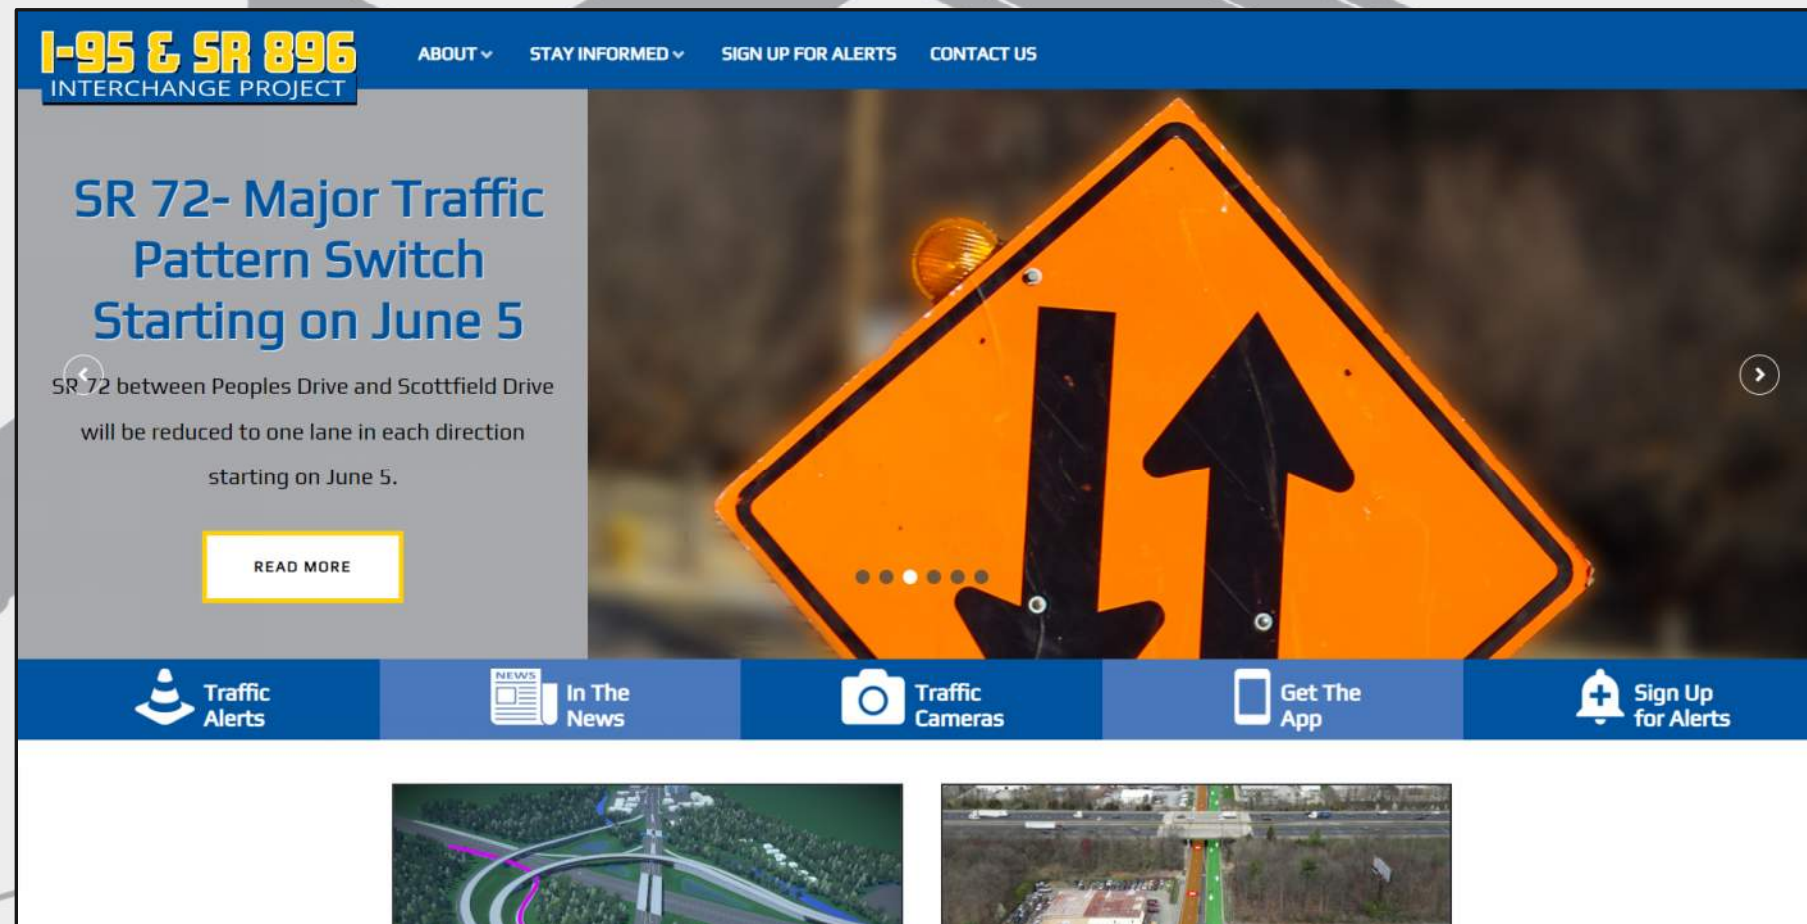 I-95 & SR 896
INTERCHANGE PROJECT
ABOUT
STAY INFORMED
SIGN UP FOR ALERTS
CONTACT US
SR 72- Major Traffic
Pattern Switch
Starting on June 5
SR 72 between Peoples Drive and Scottfield Drive
will be reduced to one lane in each direction
starting on June 5.
READ MORE
Traffic
Alerts
NEWS
In The
News
Traffic
Cameras
Get The
App
Sign Up
for Alerts